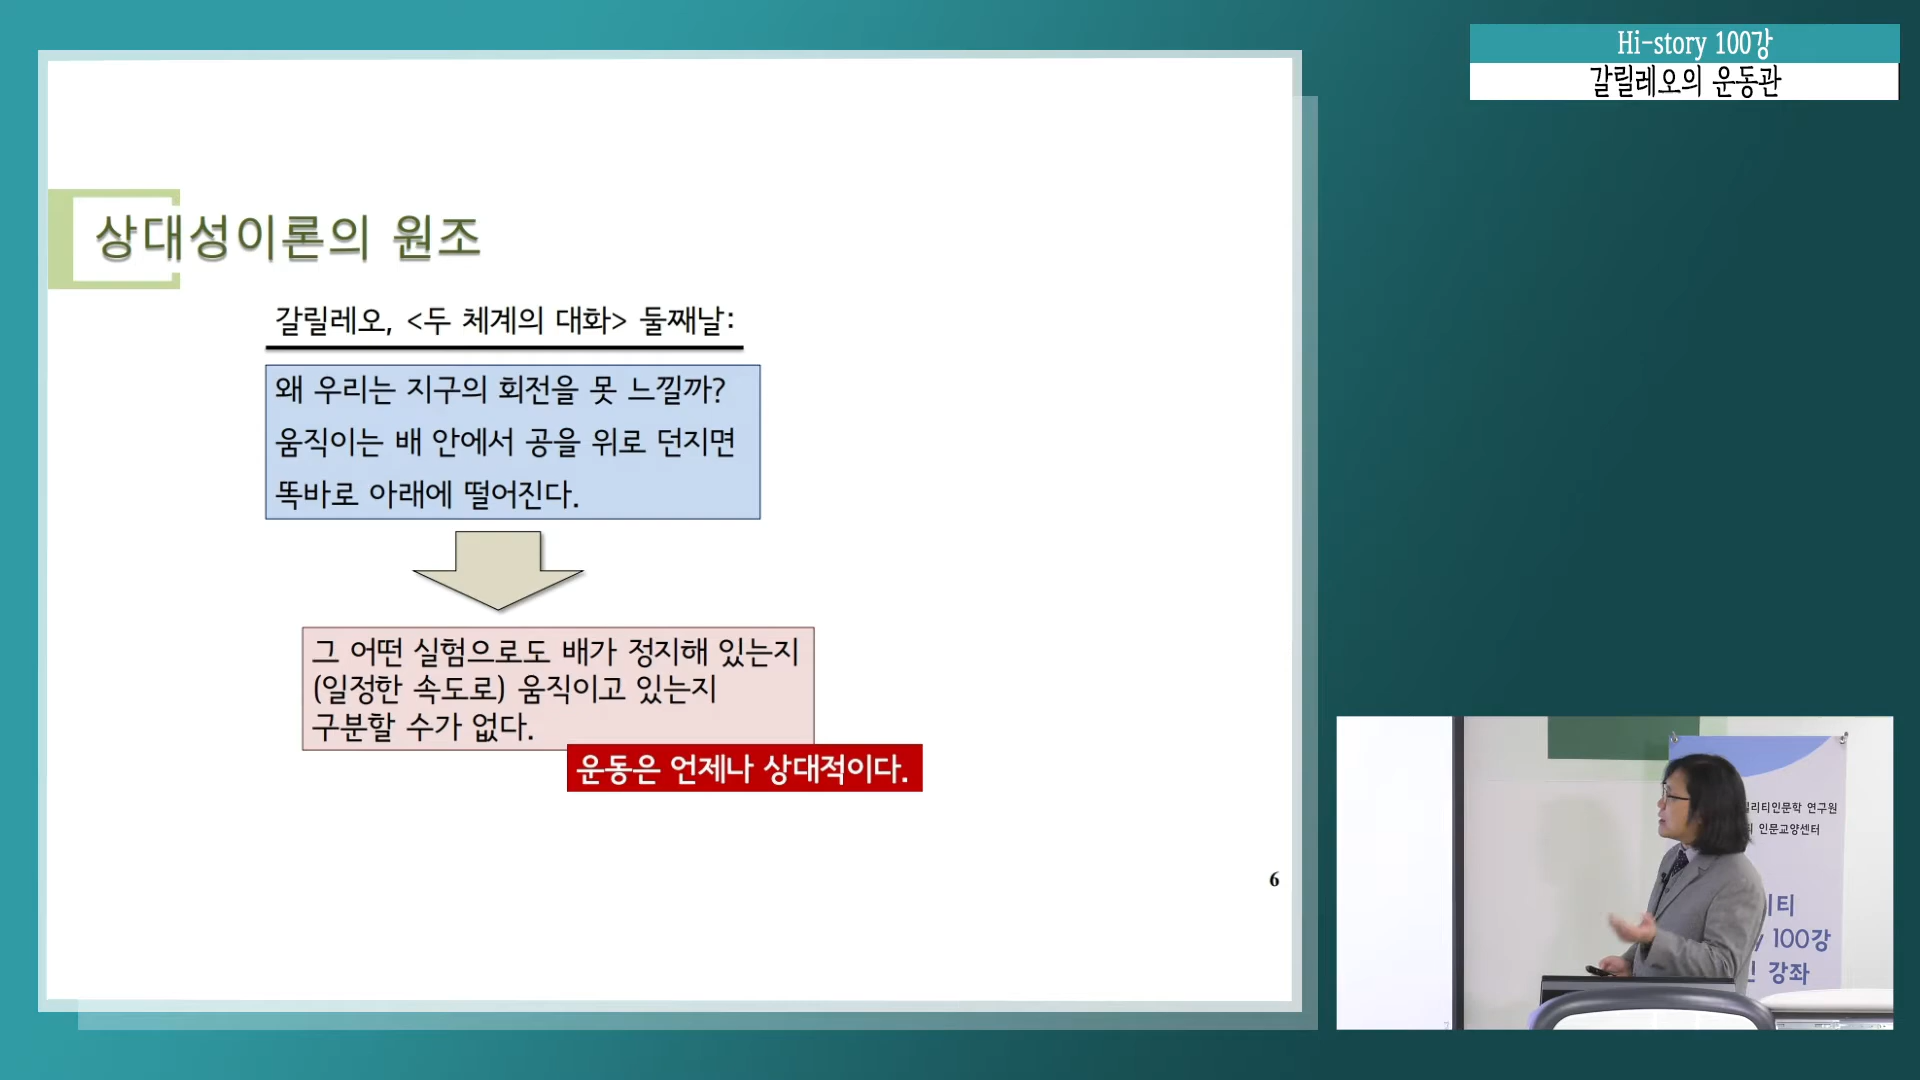 Hi-story 100강
갈릴레오의 운동관
상대성이론의 원조
갈릴레오, <두 체계의 대화> 둘째날:
왜 우리는 지구의 회전을 못 느낄까?
움직이는 배 안에서 공을 위로 던지면
똑바로 아래에 떨어진다.
그 어떤 실험으로도 배가 정지해 있는지
(일정한 속도로) 움직이고 있는지
구분할 수가 없다.
운동은 언제나 상대적이다.
6
연구원
인문교양센터
100강
강좌